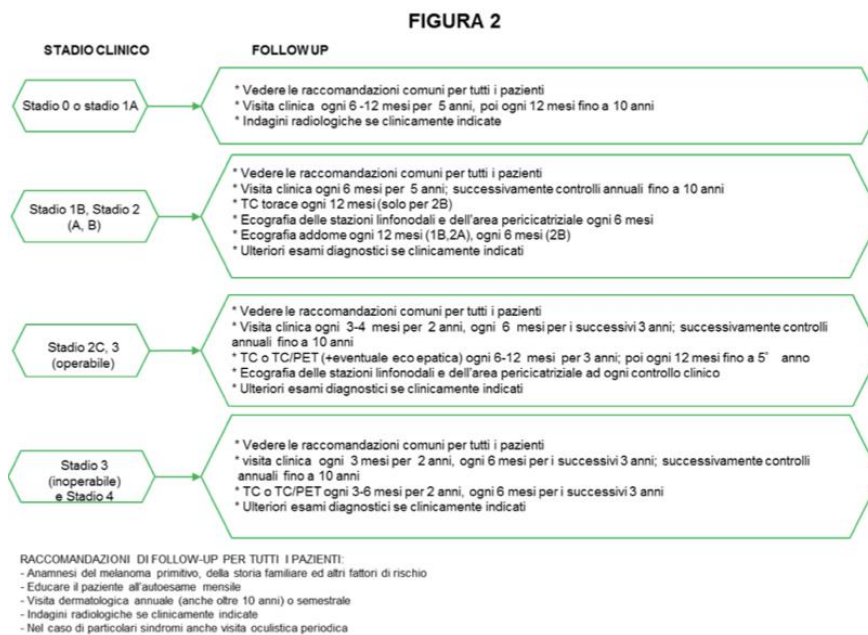 FIGURA 2
STADIO CLINICO
FOLLOW UP
Stadio 0 o stadio 1A
* Vedere le raccomandazioni comuni per tutti i pazienti
* Visita clinica ogni 6 -12 mesi per 5 anni, poi ogni 12 mesi fino a 10 anni
* Indagini radiologiche se clinicamente indicate
Stadio 1B, Stadio 2
(A, B)
* Vedere le raccomandazioni comuni per tutti i pazienti
* Visita clinica ogni 6 mesi per 5 anni; successivamente controlli annuali fino a 10 anni
* TC torace ogni 12 mesi (solo per 2B)
* Ecografia delle stazioni linfonodali e dell'area pericicatriziale ogni 6 mesi
* Ecografia addome ogni 12 mesi (1B,2A), ogni 6 mesi (2B)
* Ulteriori esami diagnostici se clinicamente indicati
Stadio 2C, 3
(operabile)
* Vedere le raccomandazioni comuni per tutti i pazienti
* Visita clinica ogni 3-4 mesi per 2 anni, ogni 6 mesi per i successivi 3 anni; successivamente controlli
annuali fino a 10 anni
* TC o TC/PET (+eventuale eco epatica) ogni 6-12 mesi per 3 anni; poi ogni 12 mesi fino a 5° anno
* Ecografia delle stazioni linfonodali e dell'area pericicatriziale ad ogni controllo clinico
* Ulteriori esami diagnostici se clinicamente indicati
Stadio 3
(inoperabile)
e Stadio 4
* Vedere le raccomandazioni comuni per tutti i pazienti
* visita clinica ogni 3 mesi per 2 anni, ogni 6 mesi per i successivi 3 anni; successivamente controlli
annuali fino a 10 anni
* TC o TC/PET ogni 3-6 mesi per 2 anni, ogni 6 mesi per i successivi 3 anni
* Ulteriori esami diagnostici se clinicamente indicati
RACCOMANDAZIONI DI FOLLOW-UP PER TUTTI I PAZIENTI:
- Anamnesi del melanoma primitivo, della storia familiare ed altri fattori di rischio
- Educare il paziente all'autoesame mensile
- Visita dermatologica annuale (anche oltre 10 anni) o semestrale
- Indagini radiologiche se clinicamente indicate
- Nel caso di particolari sindromi anche visita oculistica periodica